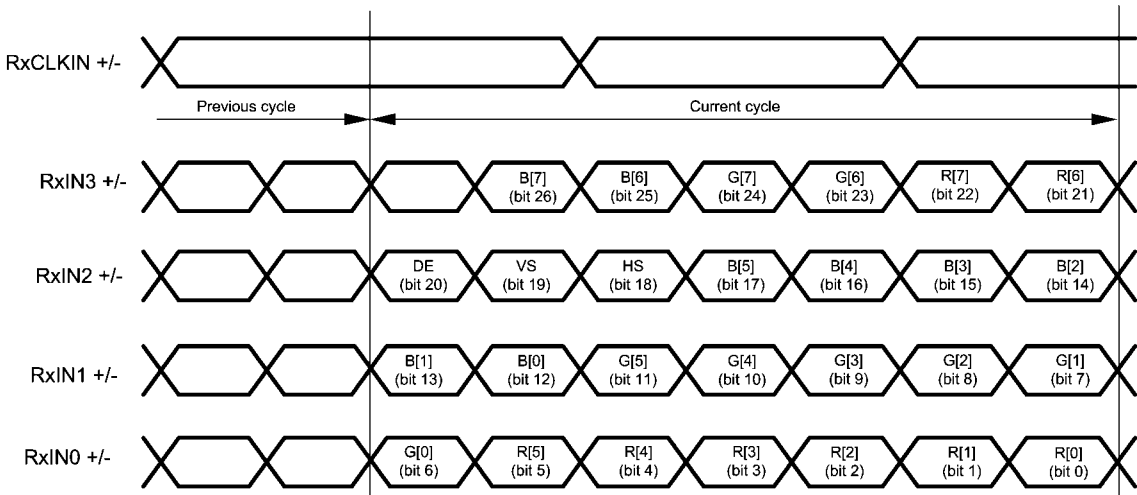 RxCLKIN +/-
Previous cycle
Current cycle
RxIN3 +/-
B[7] B[6] G[7] G[6] R[7] R[6]
(bit 26) (bit 25) (bit 24) (bit 23) (bit 22) (bit 21)
RxIN2 +/-
DE VS HS B[5] B[4] B[3] B[2]
(bit 20) (bit 19) (bit 18) (bit 17) (bit 16) (bit 15) (bit 14)
RxIN1 +/-
B[1] B[0] G[5] G[4] G[3] G[2] G[1]
(bit 13) (bit 12) (bit 11) (bit 10) (bit 9) (bit 8) (bit 7)
RxIN0 +/-
G[0] R[5] R[4] R[3] R[2] R[1] R[0]
(bit 6) (bit 5) (bit 4) (bit 3) (bit 2) (bit 1) (bit 0)